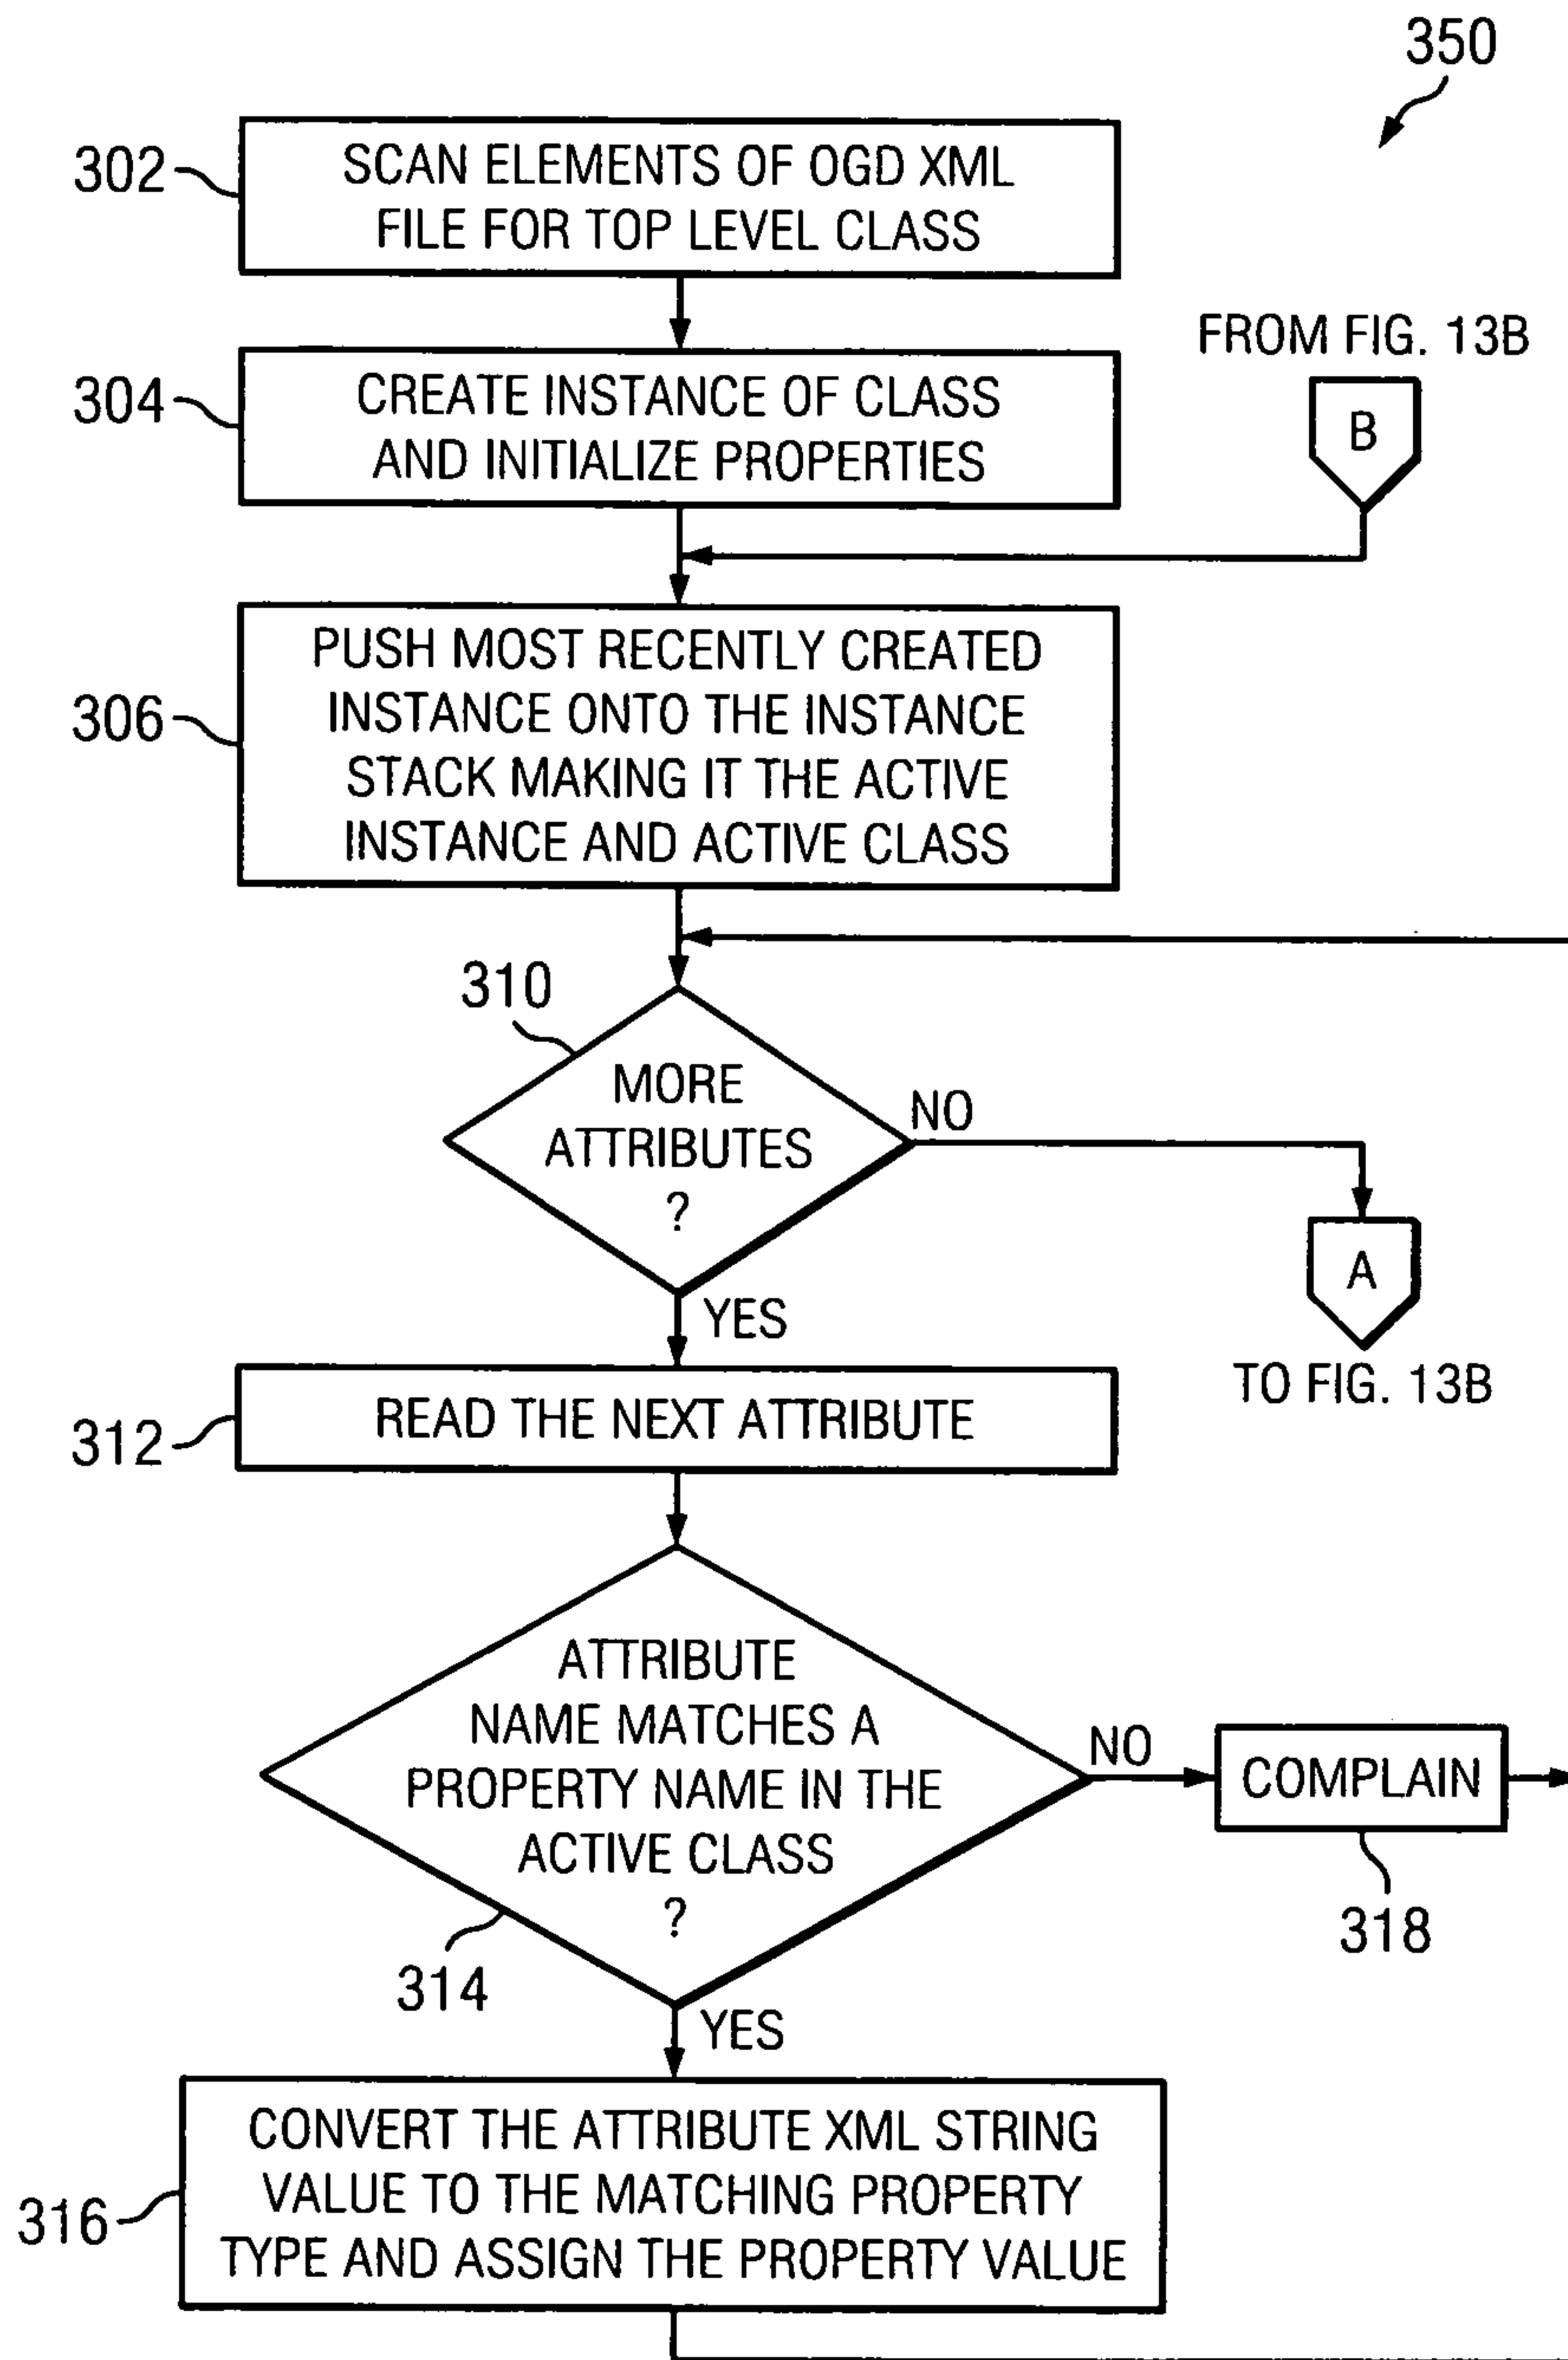 350
302
SCAN ELEMENTS OF OGD XML
FILE FOR TOP LEVEL CLASS
FROM FIG. 13B
B
304
CREATE INSTANCE OF CLASS
AND INITIALIZE PROPERTIES
306
PUSH MOST RECENTLY CREATED
INSTANCE ONTO THE INSTANCE
STACK MAKING IT THE ACTIVE
INSTANCE AND ACTIVE CLASS
310
MORE
ATTRIBUTES
?
NO
A
TO FIG. 13B
YES
312
READ THE NEXT ATTRIBUTE
ATTRIBUTE
NAME MATCHES A
PROPERTY NAME IN THE
ACTIVE CLASS
?
314
NO
COMPLAIN
318
YES
316
CONVERT THE ATTRIBUTE XML STRING
VALUE TO THE MATCHING PROPERTY
TYPE AND ASSIGN THE PROPERTY VALUE